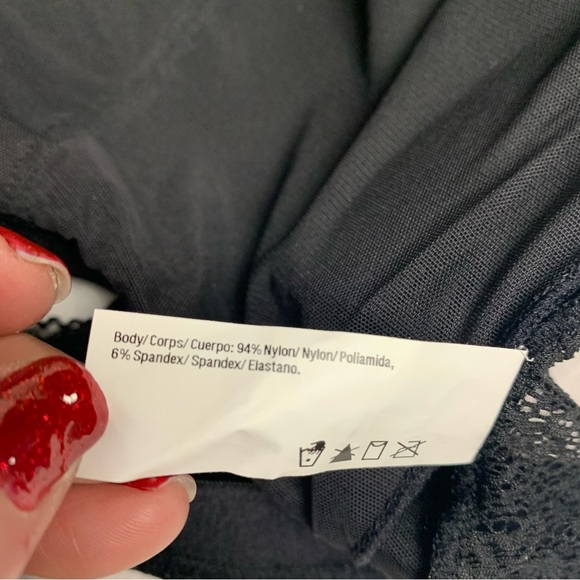 Body/ Corps/ Cuerpo: 94% Nylon/ Nylon/ Poliamida,
6% Spandex/ Spandex/ Elastano.